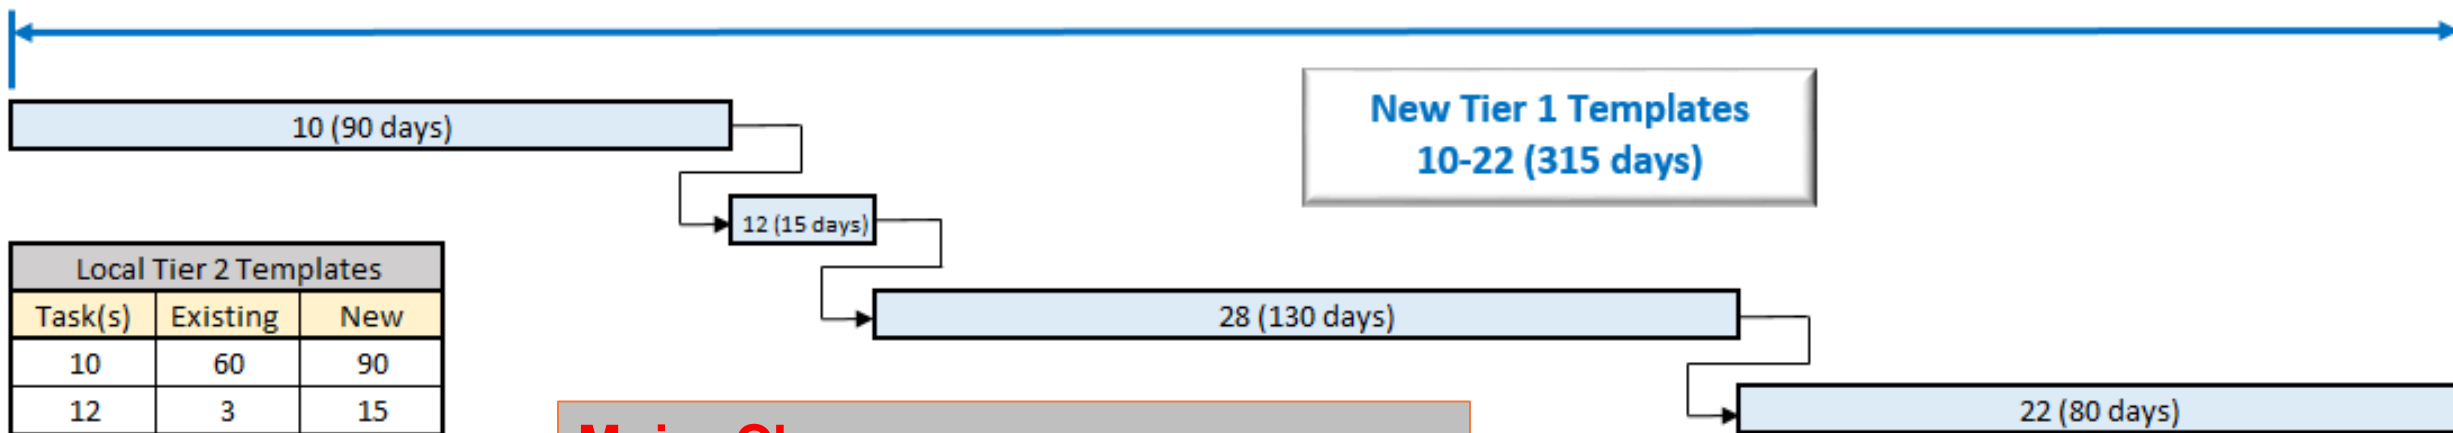 10 (90 days)
New Tier 1 Templates
10-22 (315 days)
12 (15 days)
Local Tier 2 Templates
Task(s) Existing New
28 (130 days)
10 60 90
12 3 15
22 (80 days)